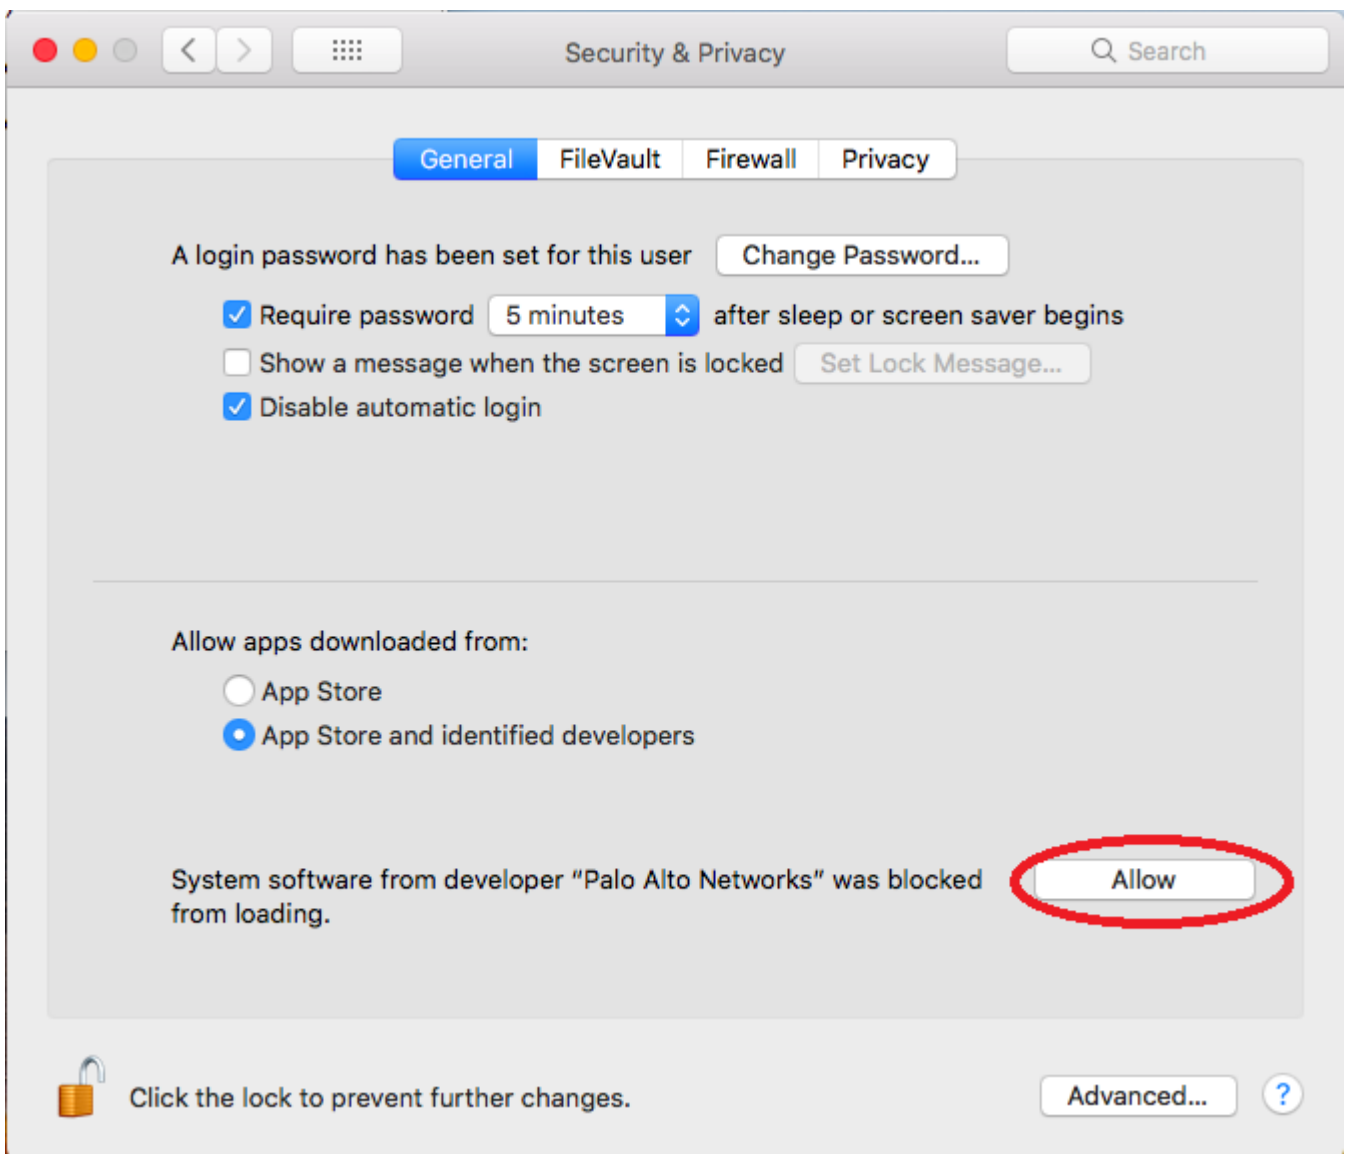 Security & Privacy
Search
General FileVault Firewall Privacy
A login password has been set for this user Change Password...
Require password 5 minutes after sleep or screen saver begins
Show a message when the screen is locked Set Lock Message...
Disable automatic login
Allow apps downloaded from:
App Store
App Store and identified developers
System software from developer “Palo Alto Networks” was blocked Allow
from loading.
Click the lock to prevent further changes. Advanced... ?